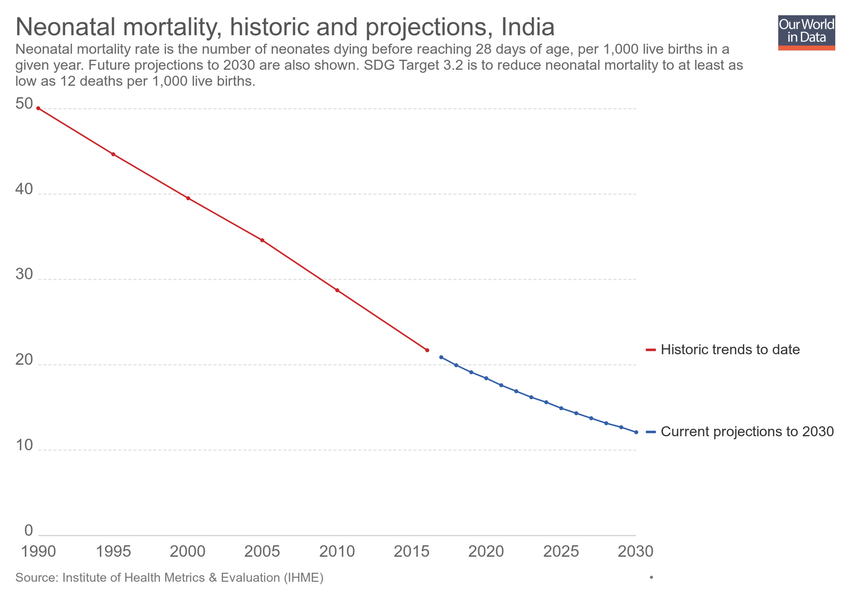 Neonatal mortality, historic and projections, India
Our World
in Data
Neonatal mortality rate is the number of neonates dying before reaching 28 days of age, per 1,000 live births in a
given year. Future projections to 2030 are also shown. SDG Target 3.2 is to reduce neonatal mortality to at least as
low as 12 deaths per 1,000 live births.
50
40
30
20
10
0
Historic trends to date
Current projections to 2030
1990 1995 2000 2005 2010 2015 2020 2025 2030
Source: Institute of Health Metrics & Evaluation (IHME)
•